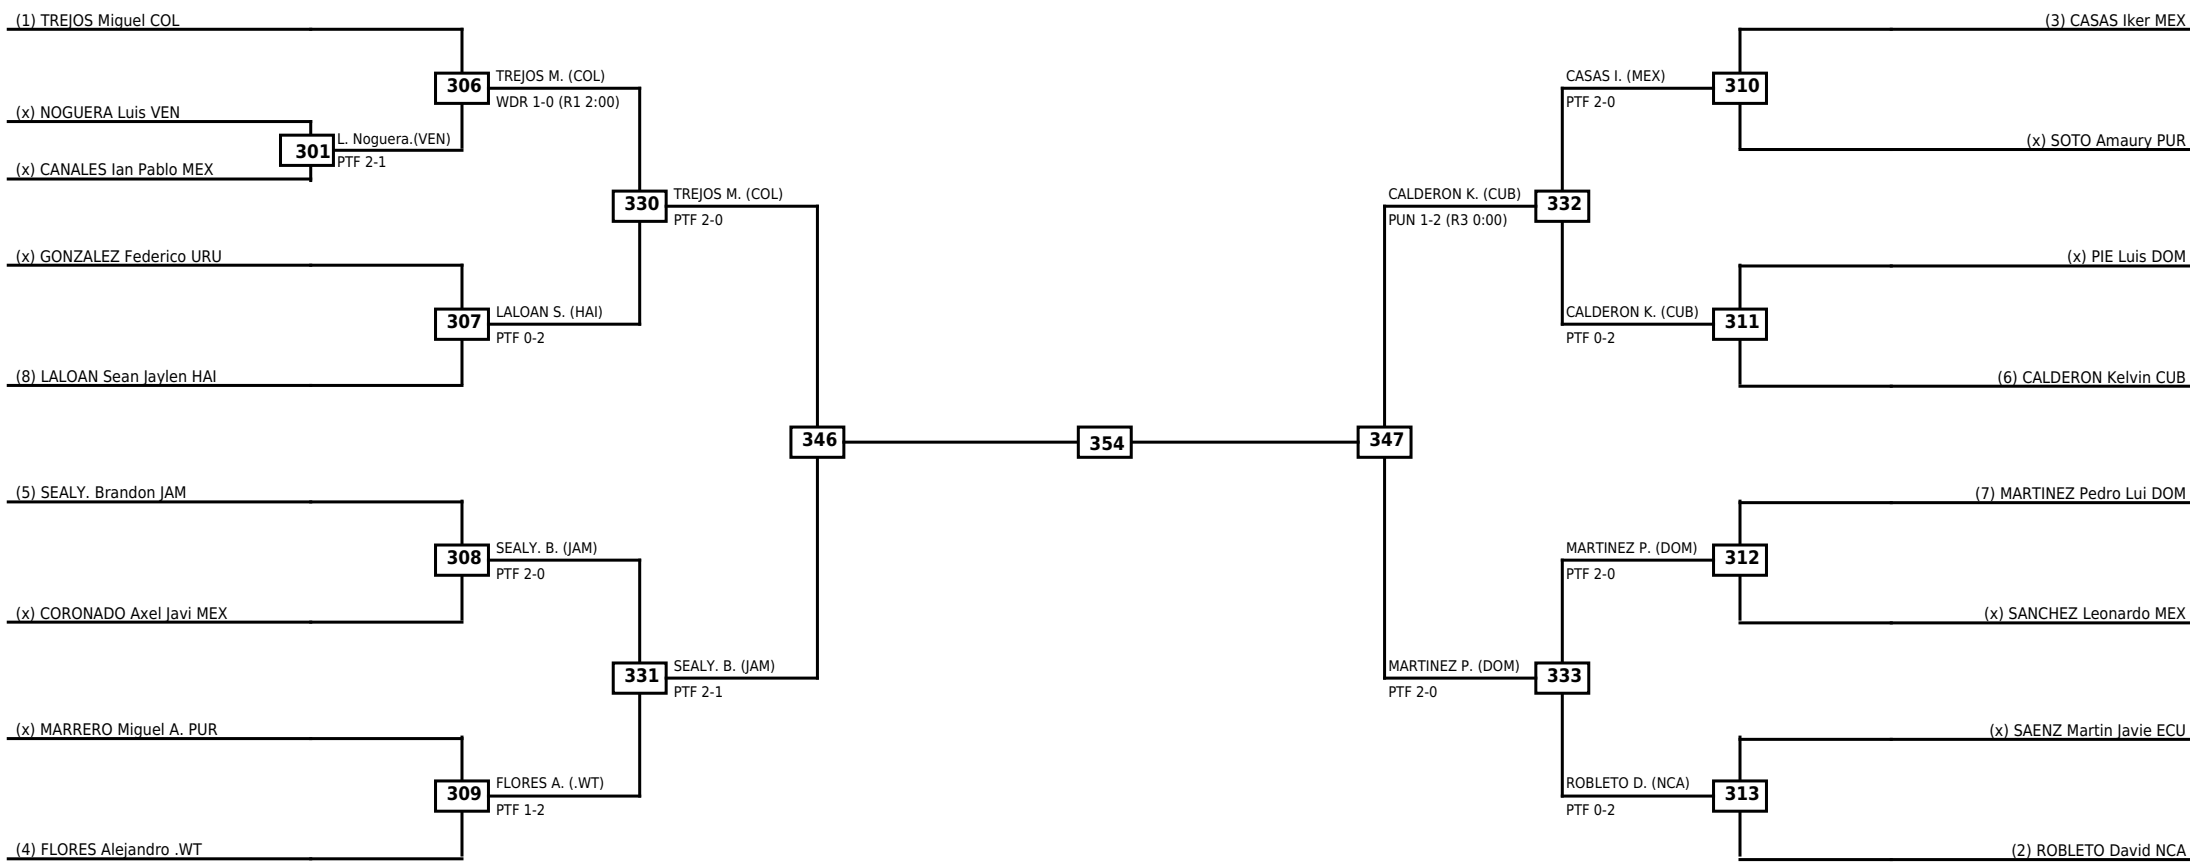 (1) TREJOS Miguel COL
(x) NOGUERA Luis VEN
(x) CANALES Ian Pablo MEX
(x) GONZALEZ Federico URU
(8) LALOAN Sean Jaylen HAI
(5) SEALY. Brandon JAM
(x) CORONADO Axel Javi MEX
(x) MARRERO Miguel A. PUR
(4) FLORES Alejandro .WT
301
L. Noguera.(VEN)
PTF 2-1
306
TREJOS M. (COL)
WDR 1-0 (R1 2:00)
307
LALOAN S. (HAI)
PTF 0-2
308
SEALY. B. (JAM)
PTF 2-0
309
FLORES A. (.WT)
PTF 1-2
330
TREJOS M. (COL)
PTF 2-0
331
SEALY. B. (JAM)
PTF 2-1
346
354
347
CALDERON K. (CUB)
PUN 1-2 (R3 0:00)
332
MARTINEZ P. (DOM)
PTF 2-0
333
CASAS I. (MEX)
PTF 2-0
310
CALDERON K. (CUB)
PTF 0-2
311
MARTINEZ P. (DOM)
PTF 2-0
312
ROBLETO D. (NCA)
PTF 0-2
313
(3) CASAS Iker MEX
(x) SOTO Amaury PUR
(x) PIE Luis DOM
(6) CALDERON Kelvin CUB
(7) MARTINEZ Pedro Lui DOM
(x) SANCHEZ Leonardo MEX
(x) SAENZ Martin Javie ECU
(2) ROBLETO David NCA